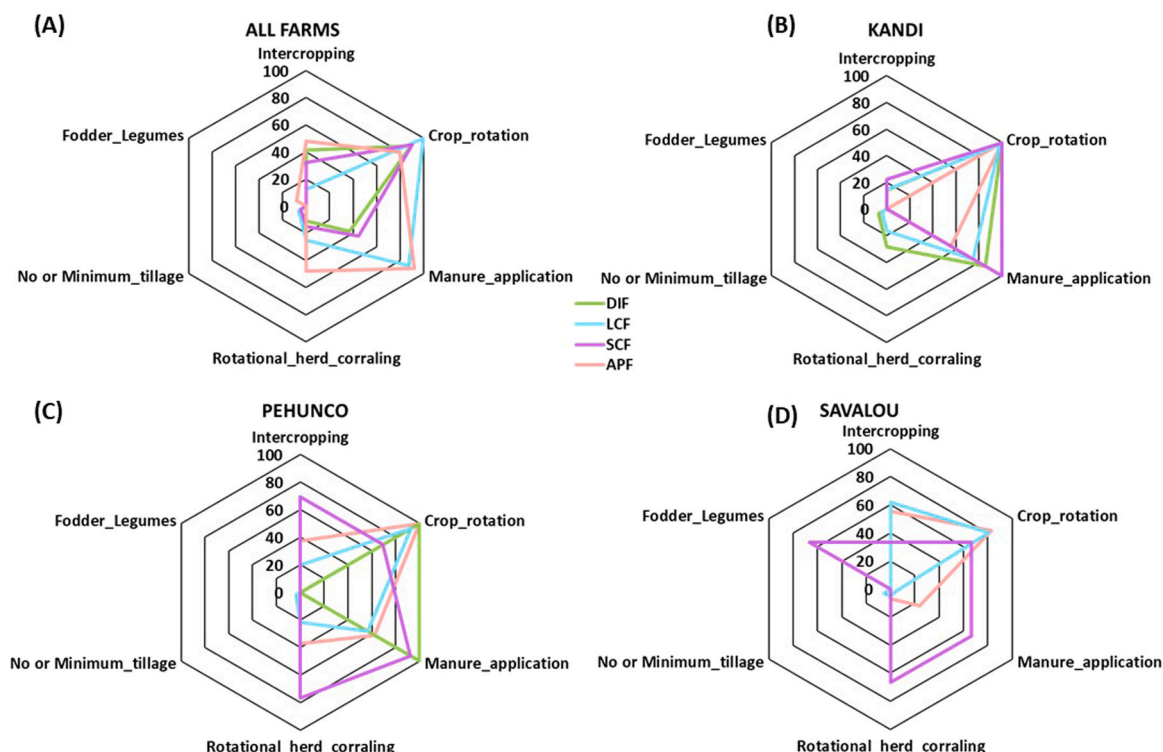 (A)
ALL FARMS
Intercropping
100
80
60
40
20
0
Crop_rotation
Manure_application
Rotational_herd_corraling
No or Minimum_tillage
Fodder_Legumes
(B)
KANDI
Intercropping
100
80
60
40
20
0
Crop_rotation
Manure_application
Rotational_herd_corraling
No or Minimum_tillage
Fodder_Legumes
DIF
LCF
SCF
APF
(C)
PEHUNCO
Intercropping
100
80
60
40
20
0
Crop_rotation
Manure_application
Rotational_herd_corraling
No or Minimum_tillage
Fodder_Legumes
(D)
SAVALOU
Intercropping
100
80
60
40
20
0
Crop_rotation
Manure_application
Rotational_herd_corraling
No or Minimum_tillage
Fodder_Legumes